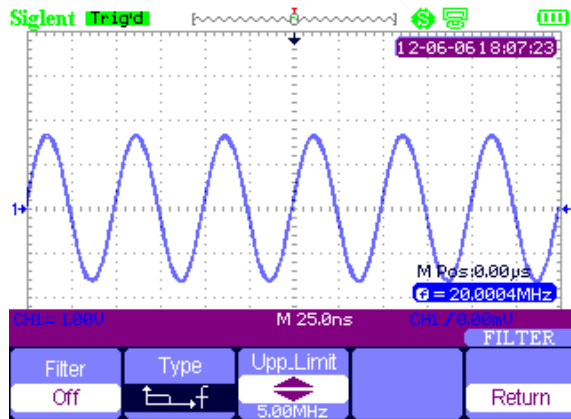 Siglent Trig'd
12-06-06 18:07:23
1
M Pos:0.00µs
f = 20.0004MHz
CH1= 1.00V M 25.0ns CH1 / 0.00mV
FILTER
Filter Type Upp_Limit
Off f 5.00MHz Return